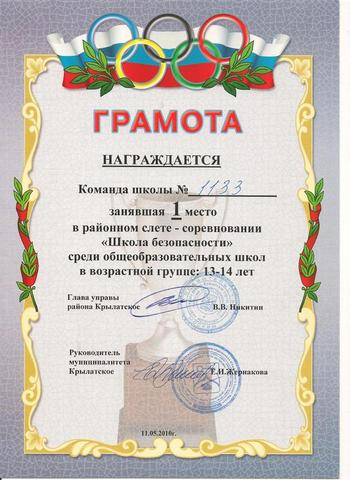 ГРАМОТА
НАГРАЖДАЕТСЯ
Команда школы № 1133
занявшая 1 место
в районном слете - соревновании
«Школа безопасности»
среди общеобразовательных школ
в возрастной группе: 13-14 лет
Глава управы
района Крылатское В.В. Никитин
Руководитель
муниципалитета
Крылатское Е.И.Жернакова
11.05.2010г.